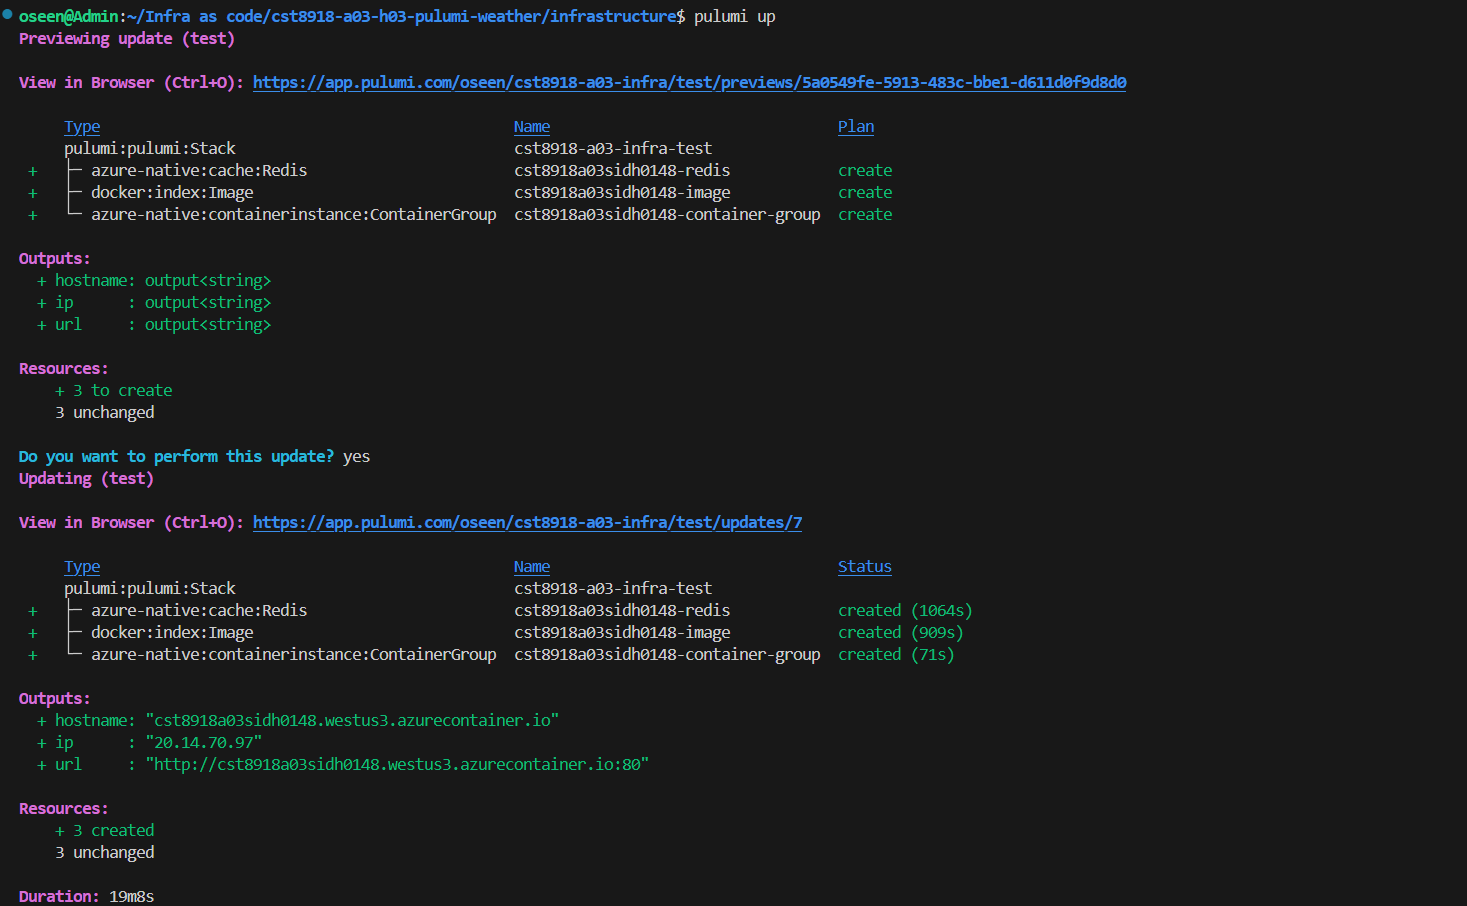 oseen@Admin:~/Infra as code/cst8918-a03-h03-pulumi-weather/infrastructure$ pulumi up
Previewing update (test)
View in Browser (Ctrl+O): https://app.pulumi.com/oseen/cst8918-a03-infra/test/previews/5a0549fe-5913-483c-bbe1-d611d0f9d8d0
Type Name Plan
pulumi:pulumi:Stack cst8918-a03-infra-test
+ ├─ azure-native:cache:Redis cst8918a03sidh0148-redis create
+ ├─ docker:index:Image cst8918a03sidh0148-image create
+ └─ azure-native:containerinstance:ContainerGroup cst8918a03sidh0148-container-group create
Outputs:
+ hostname: output<string>
+ ip : output<string>
+ url : output<string>
Resources:
+ 3 to create
3 unchanged
Do you want to perform this update? yes
Updating (test)
View in Browser (Ctrl+O): https://app.pulumi.com/oseen/cst8918-a03-infra/test/updates/7
Type Name Status
pulumi:pulumi:Stack cst8918-a03-infra-test
+ ├─ azure-native:cache:Redis cst8918a03sidh0148-redis created (1064s)
+ ├─ docker:index:Image cst8918a03sidh0148-image created (909s)
+ └─ azure-native:containerinstance:ContainerGroup cst8918a03sidh0148-container-group created (71s)
Outputs:
+ hostname: "cst8918a03sidh0148.westus3.azurecontainer.io"
+ ip : "20.14.70.97"
+ url : "http://cst8918a03sidh0148.westus3.azurecontainer.io:80"
Resources:
+ 3 created
3 unchanged
Duration: 19m8s